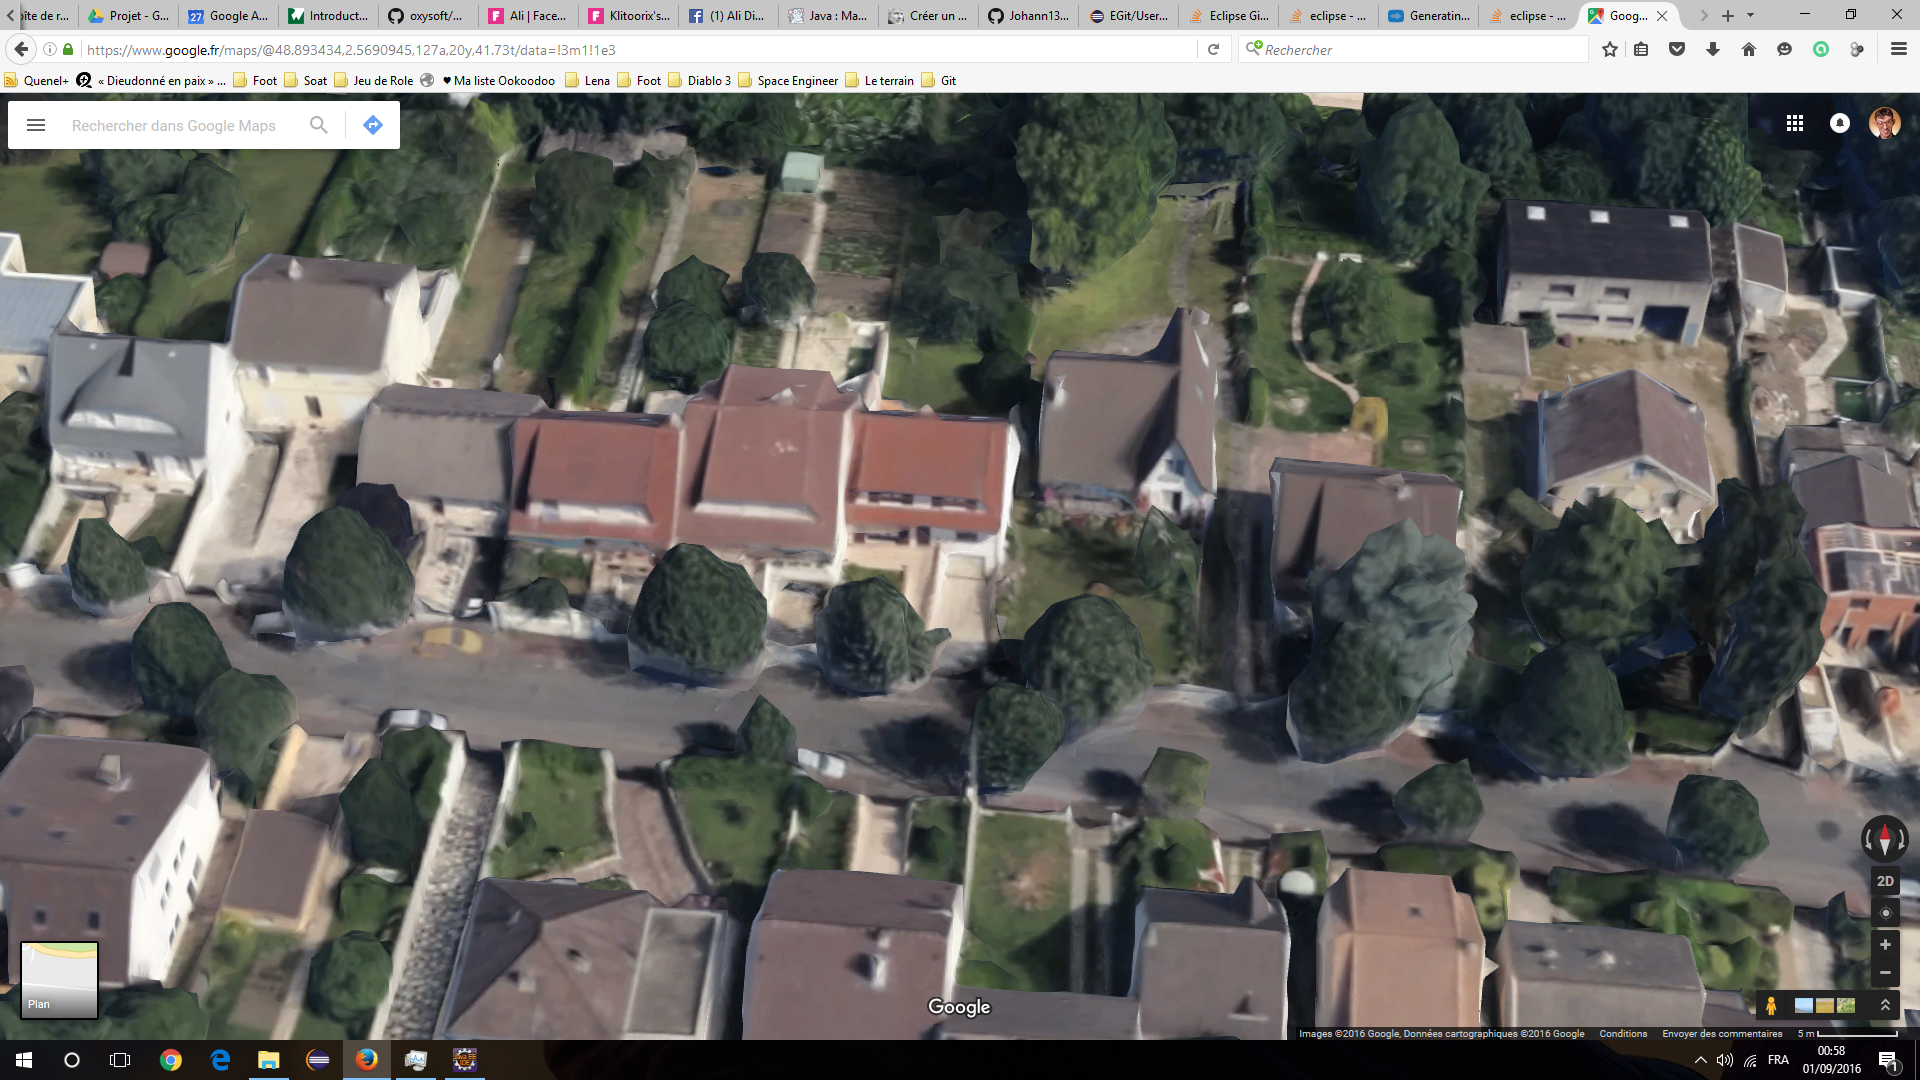 oîte de r...
Projet - G...
27
Google A...
Introduct...
oxysoft/...
Ali | Face...
Klitoorix's...
(1) Ali Di...
Java : Ma...
Créer un ...
Johann13...
EGit/User...
Eclipse Gi...
eclipse - ...
Generatin...
eclipse - ...
Goog...
https://www.google.fr/maps/@48.893434,2.5690945,127a,20y,41.73t/data=!3m1!1e3
Rechercher
Quenel+
« Dieudonné en paix » ...
Foot
Soat
Jeu de Role
♥ Ma liste Ookoodoo
Lena
Foot
Diablo 3
Space Engineer
Le terrain
Git
Rechercher dans Google Maps
2D
Plan
Google
Images ©2016 Google, Données cartographiques ©2016 Google
Conditions
Envoyer des commentaires
5 m
FRA
00:58
01/09/2016
1